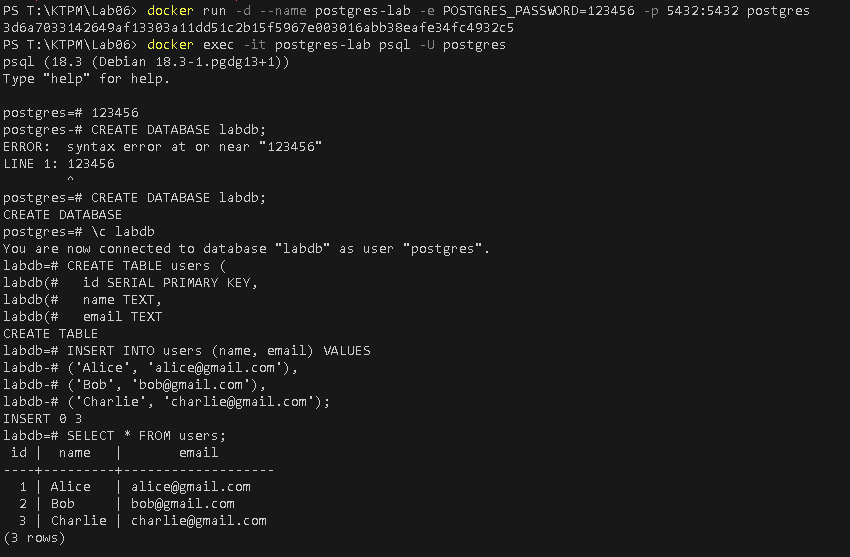 PS T:\KTPM\Lab06> docker run -d --name postgres-lab -e POSTGRES_PASSWORD=123456 -p 5432:5432 postgres
3d6a7033142649af13303a11dd51c2b15f5967e003016abb38eafe34fc4932c5
PS T:\KTPM\Lab06> docker exec -it postgres-lab psql -U postgres
psql (18.3 (Debian 18.3-1.pgdg13+1))
Type "help" for help.
postgres=# 123456
postgres-# CREATE DATABASE labdb;
ERROR:  syntax error at or near "123456"
LINE 1: 123456
        ^
postgres=# CREATE DATABASE labdb;
CREATE DATABASE
postgres=# \c labdb
You are now connected to database "labdb" as user "postgres".
labdb=# CREATE TABLE users (
labdb(#   id SERIAL PRIMARY KEY,
labdb(#   name TEXT,
labdb(#   email TEXT
CREATE TABLE
labdb=# INSERT INTO users (name, email) VALUES
labdb-# ('Alice', 'alice@gmail.com'),
labdb-# ('Bob', 'bob@gmail.com'),
labdb-# ('Charlie', 'charlie@gmail.com');
INSERT 0 3
labdb=# SELECT * FROM users;
 id |  name   |       email
----+---------+-------------------
  1 | Alice   | alice@gmail.com
  2 | Bob     | bob@gmail.com
  3 | Charlie | charlie@gmail.com
(3 rows)